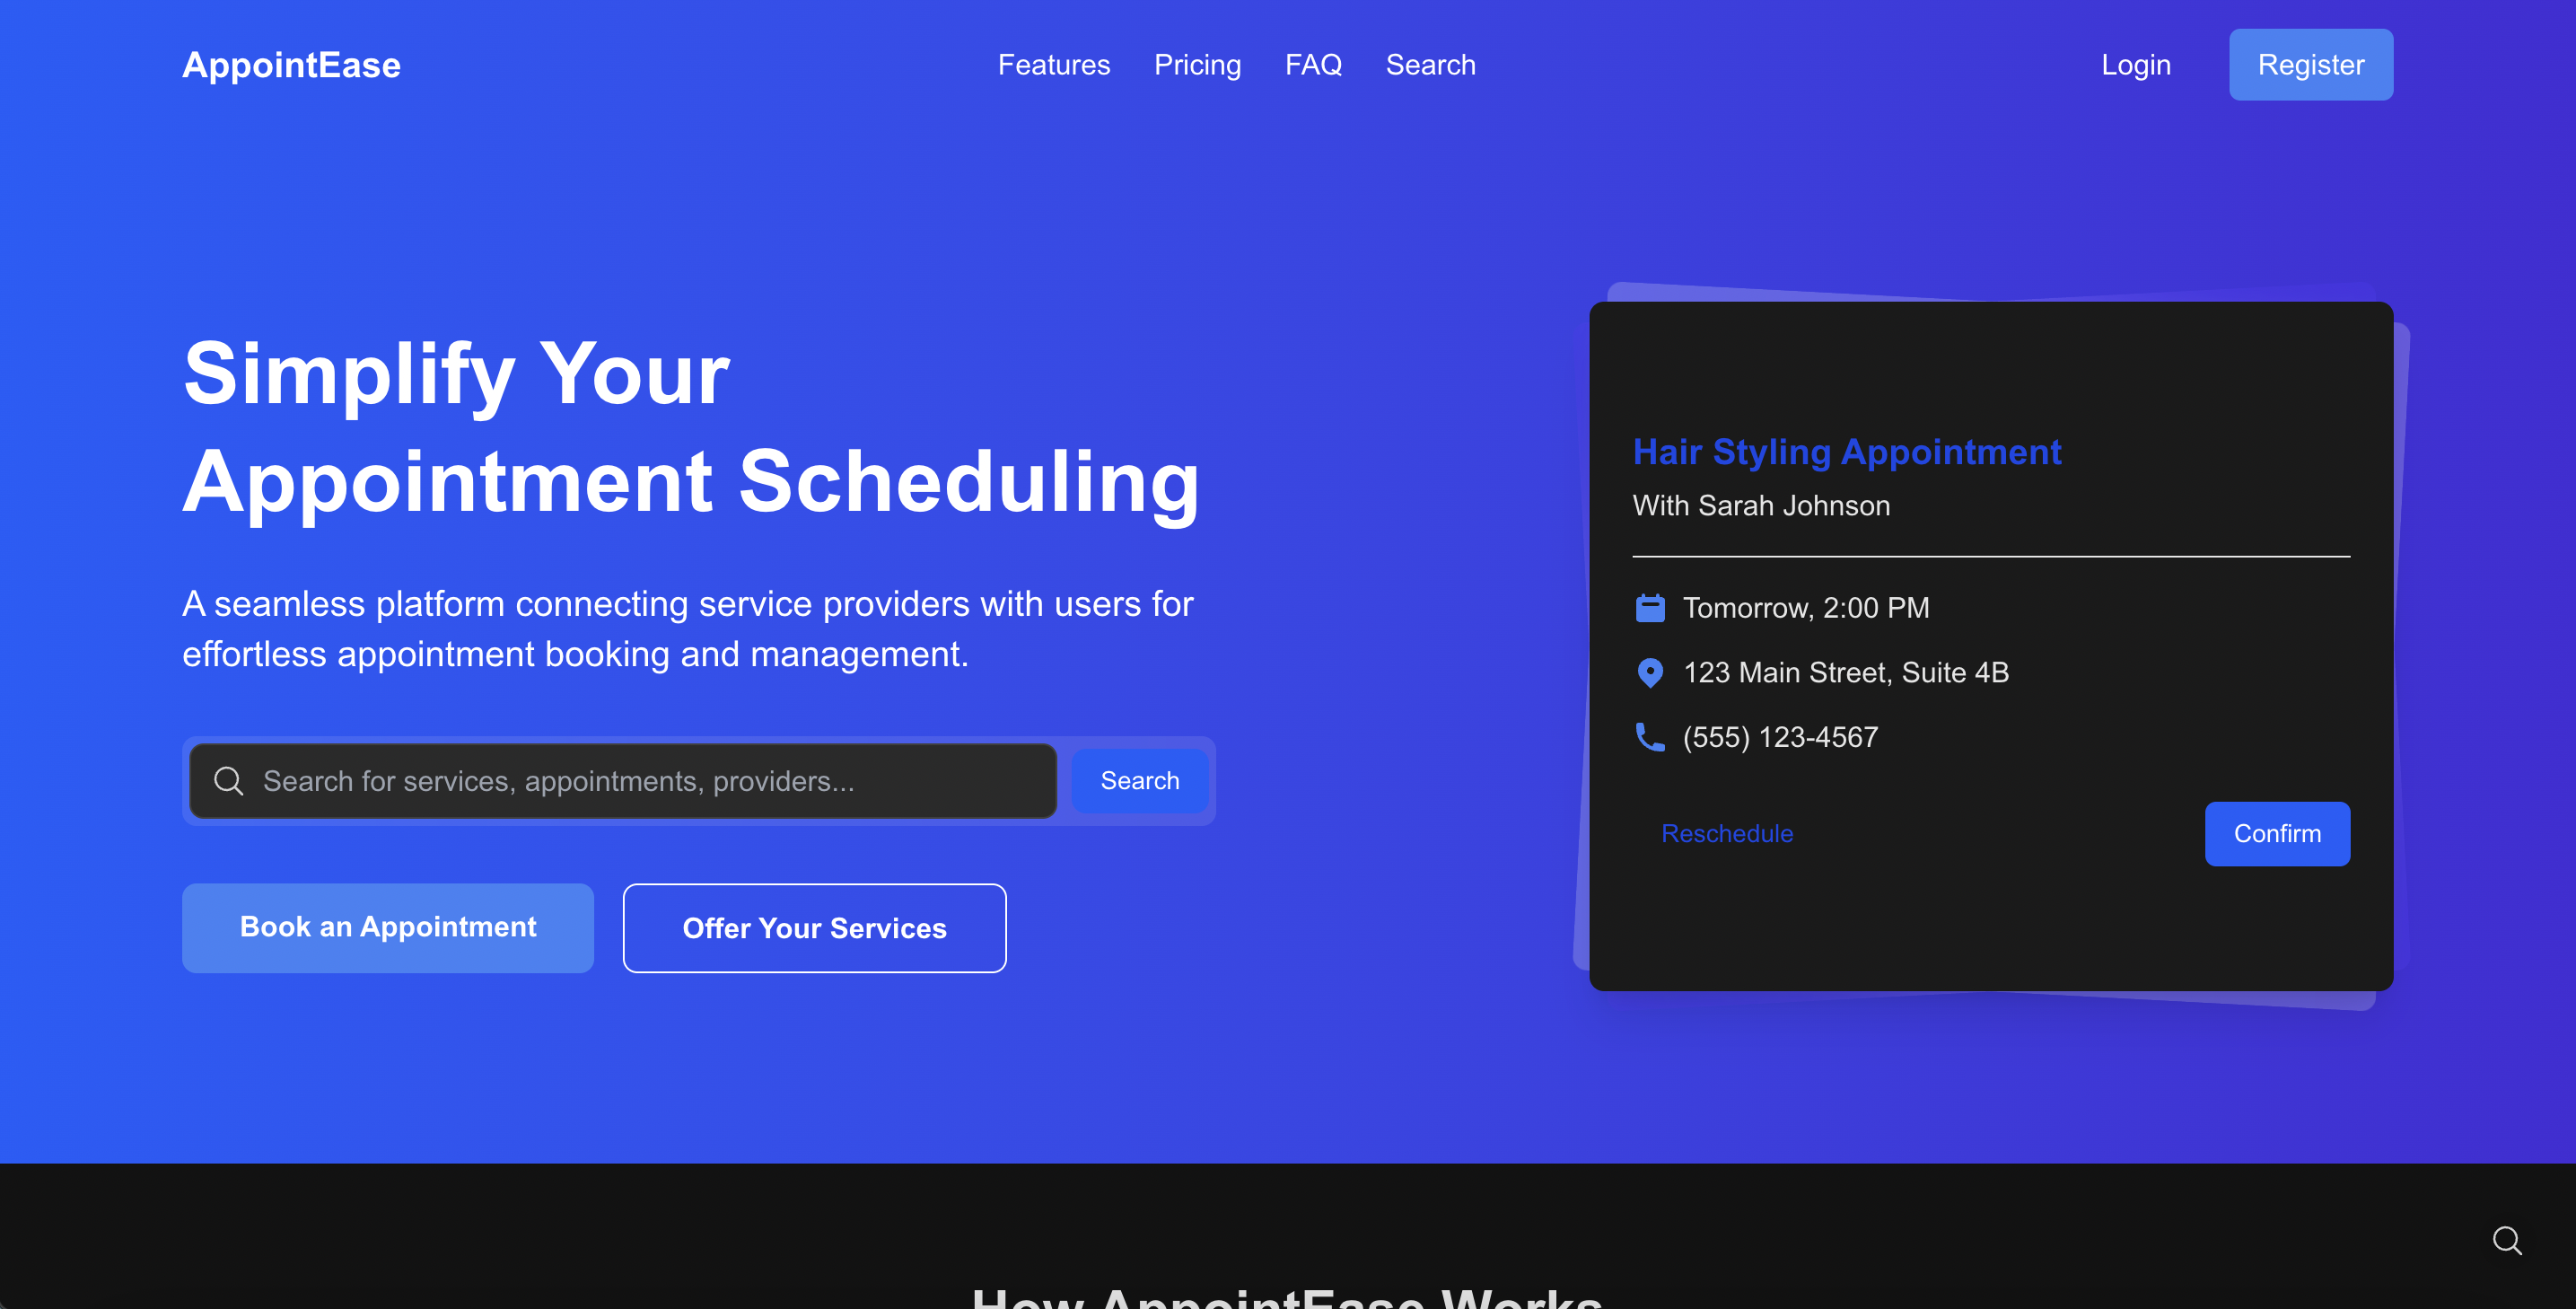 AppointEase
Features Pricing FAQ Search
Login Register
Simplify Your
Appointment Scheduling
A seamless platform connecting service providers with users for
effortless appointment booking and management.
Search for services, appointments, providers...
Search
Book an Appointment
Offer Your Services
Hair Styling Appointment
With Sarah Johnson
Tomorrow, 2:00 PM
123 Main Street, Suite 4B
(555) 123-4567
Reschedule
Confirm
How AppointEase Works